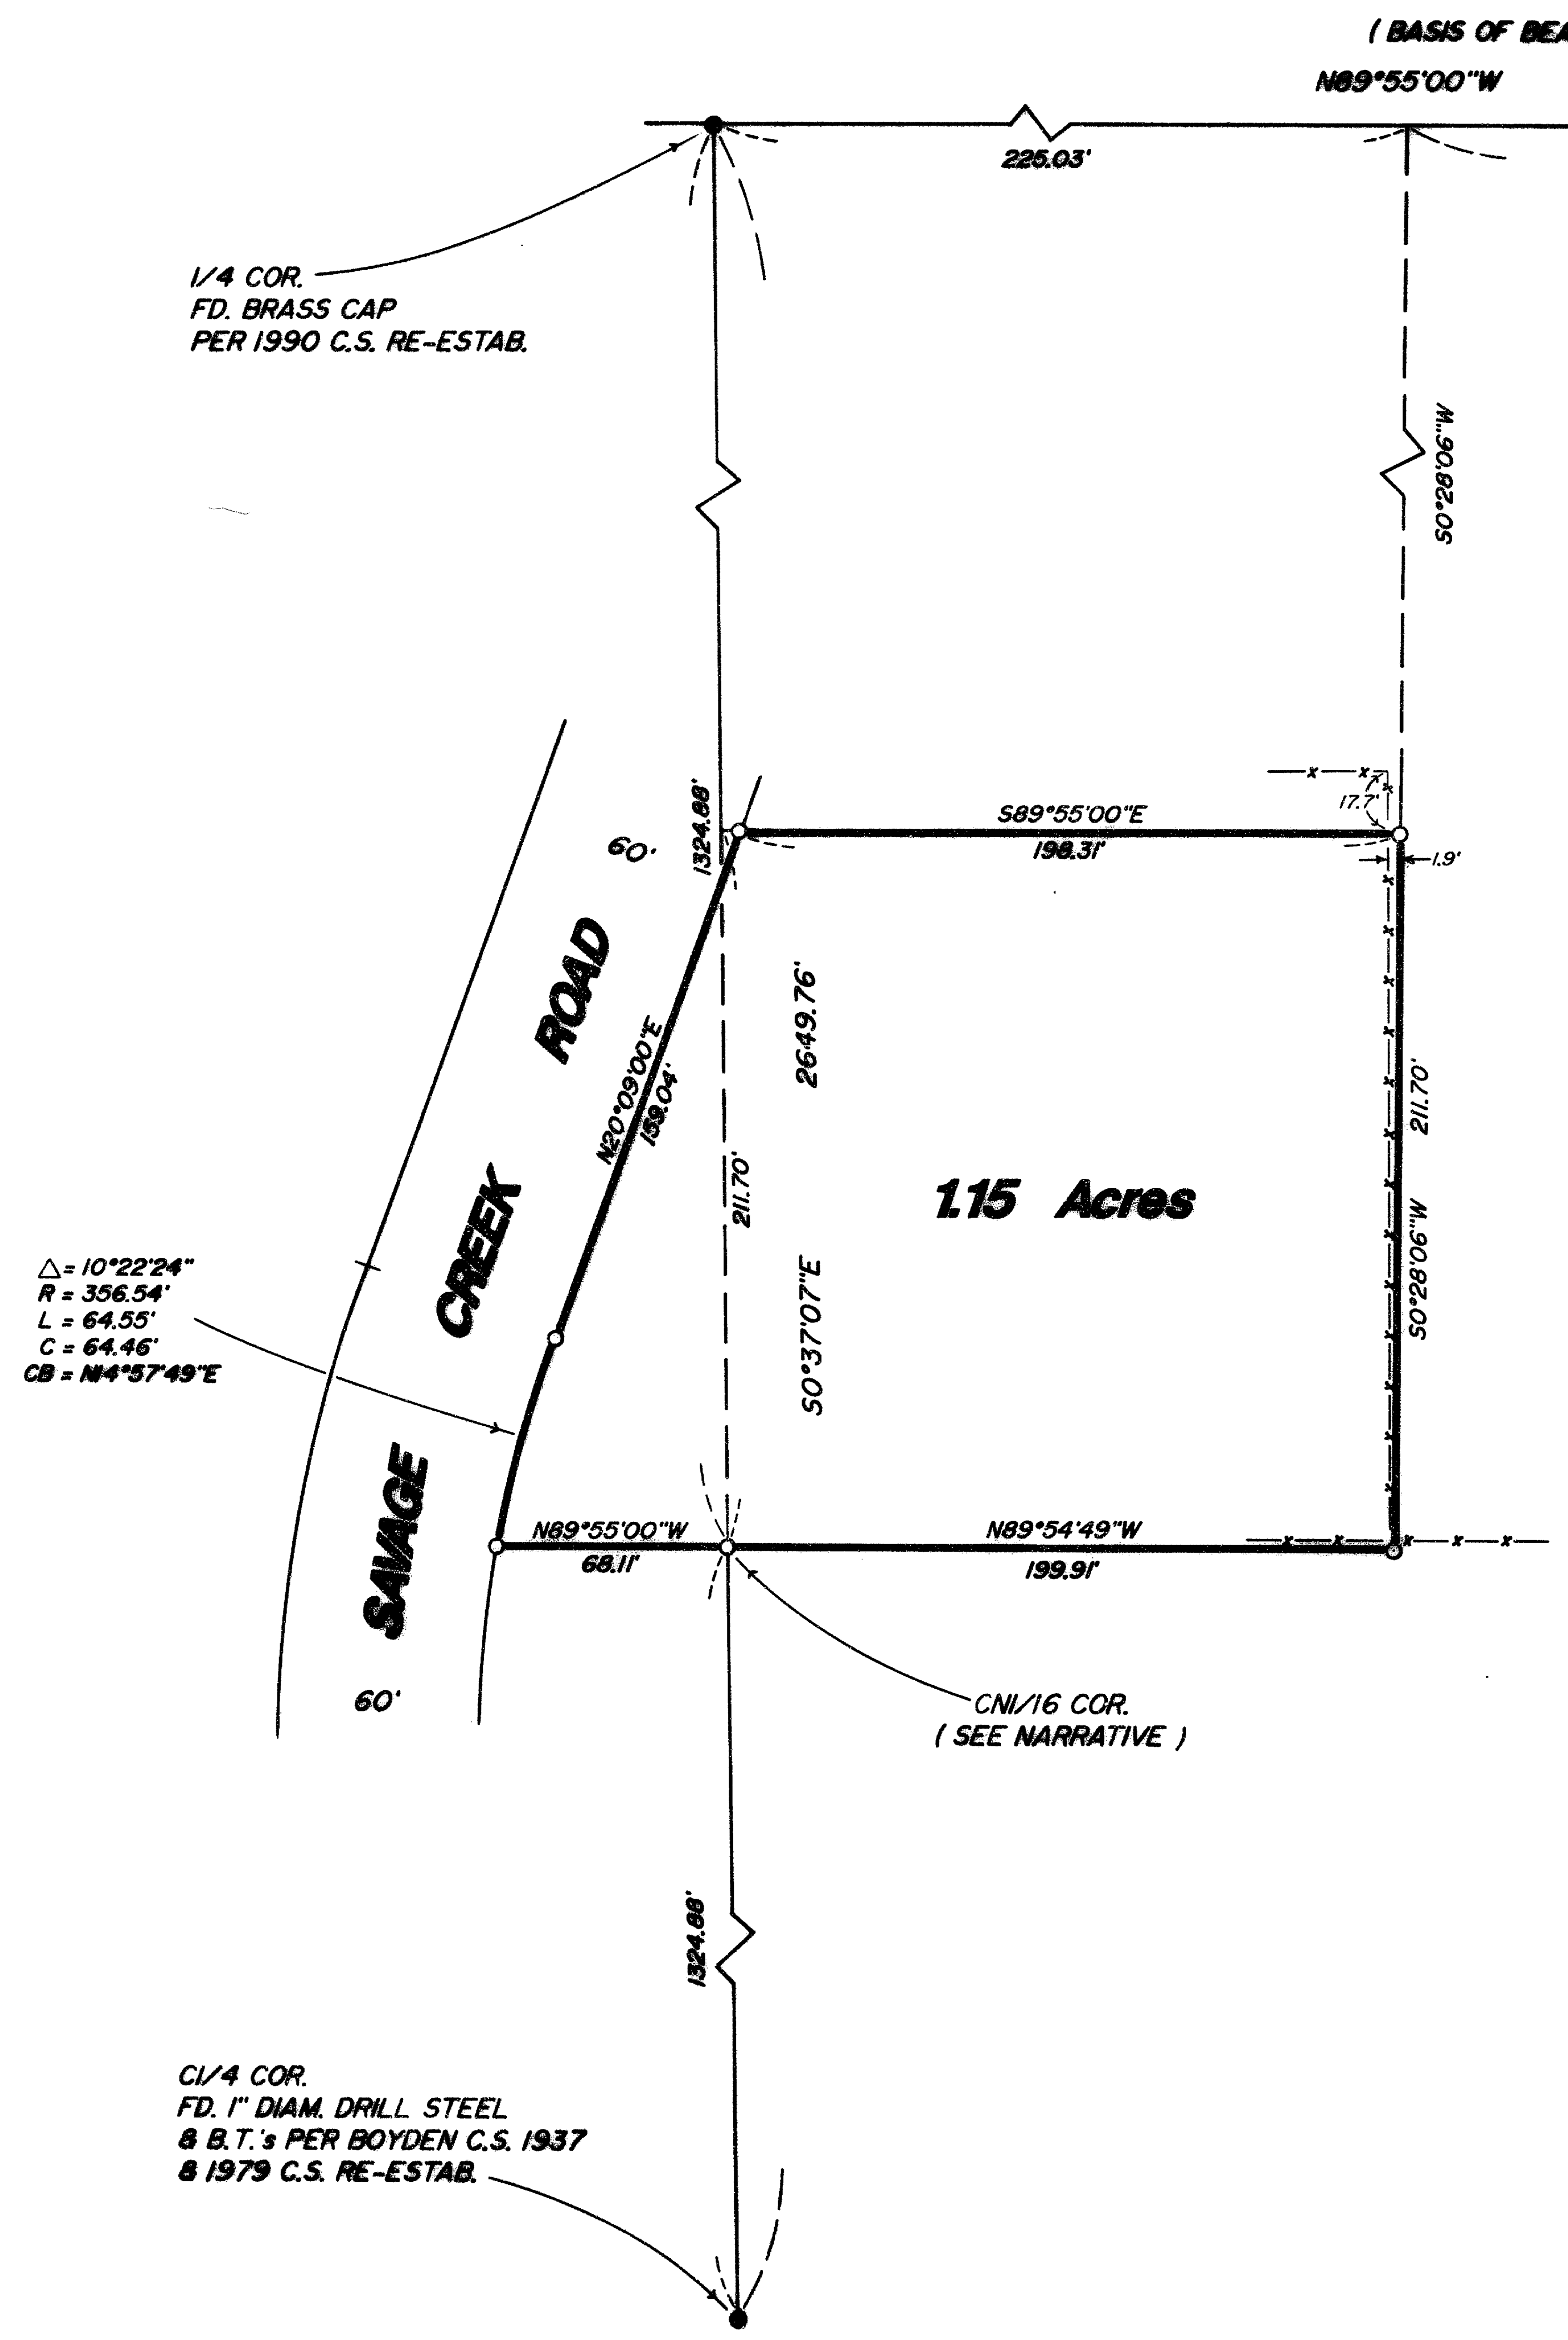 ( BASIS OF BEA
N89°55'00"W
225.03'
1/4 COR.
FD. BRASS CAP
PER 1990 C.S. RE-ESTAB.
S0°28'06"W
1324.88'
17.7'
S89°55'00"E
198.31'
1.9'
60'
SAVAGE CREEK ROAD
N20°09'00"E
159.04'
2649.76'
S0°37'07"E
211.70'
211.70'
S0°28'06"W
1.15 Acres
△= 10°22'24"
R = 356.54'
L = 64.55'
C = 64.46'
CB = N14°57'49"E
N89°55'00"W
68.11'
N89°54'49"W
199.91'
60'
CN1/16 COR.
( SEE NARRATIVE )
1324.88'
C1/4 COR.
FD. 1" DIAM. DRILL STEEL
& B.T.'s PER BOYDEN C.S. 1937
& 1979 C.S. RE-ESTAB.